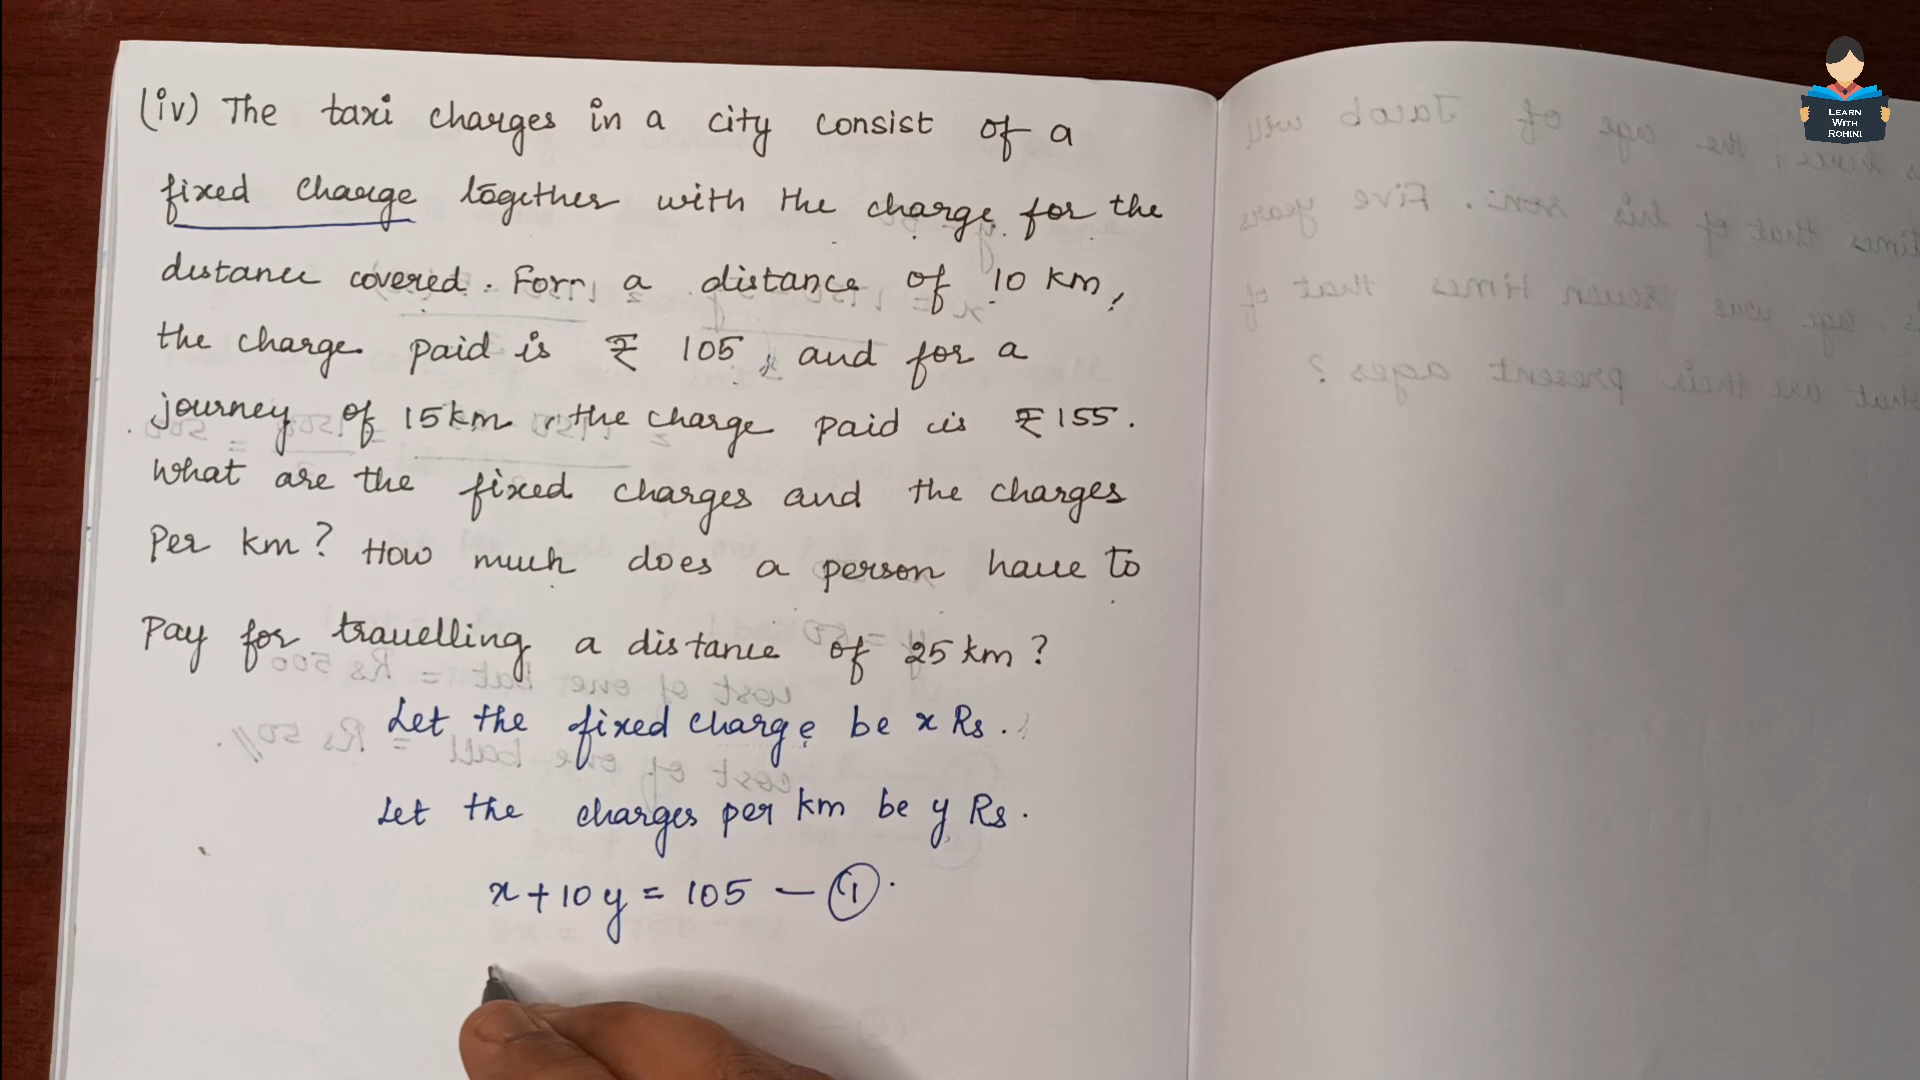 (iv) The taxi charges in a city consist of a
fixed charge together with the charge for the
distance covered. For a distance of 10 km,
the charge paid is ₹ 105, and for a
journey of 15 km, the charge paid is ₹ 155.
What are the fixed charges and the charges
Per km? How much does a person have to
Pay for travelling a distance of 25 km?
Let the fixed charge be x Rs.
Let the charges per km be y Rs.
x + 10y = 105 — ①
LEARN
WITH
ROHINI